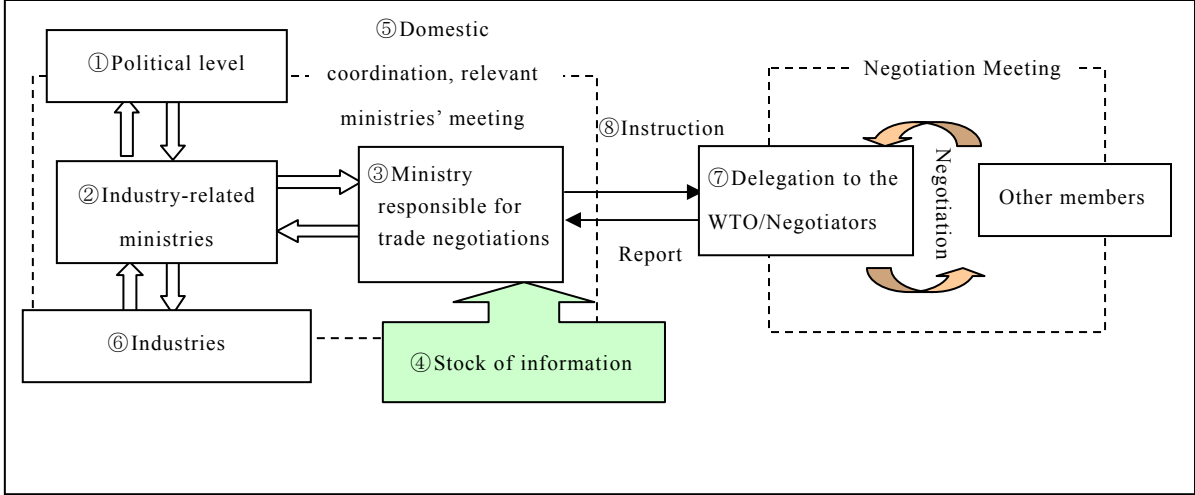 ①Political level
⑤Domestic
coordination, relevant
ministries' meeting
②Industry-related
ministries
③Ministry
responsible for
trade negotiations
⑥Industries
④Stock of information
⑧Instruction
Report
Negotiation Meeting
⑦Delegation to the
WTO/Negotiators
Negotiation
Other members